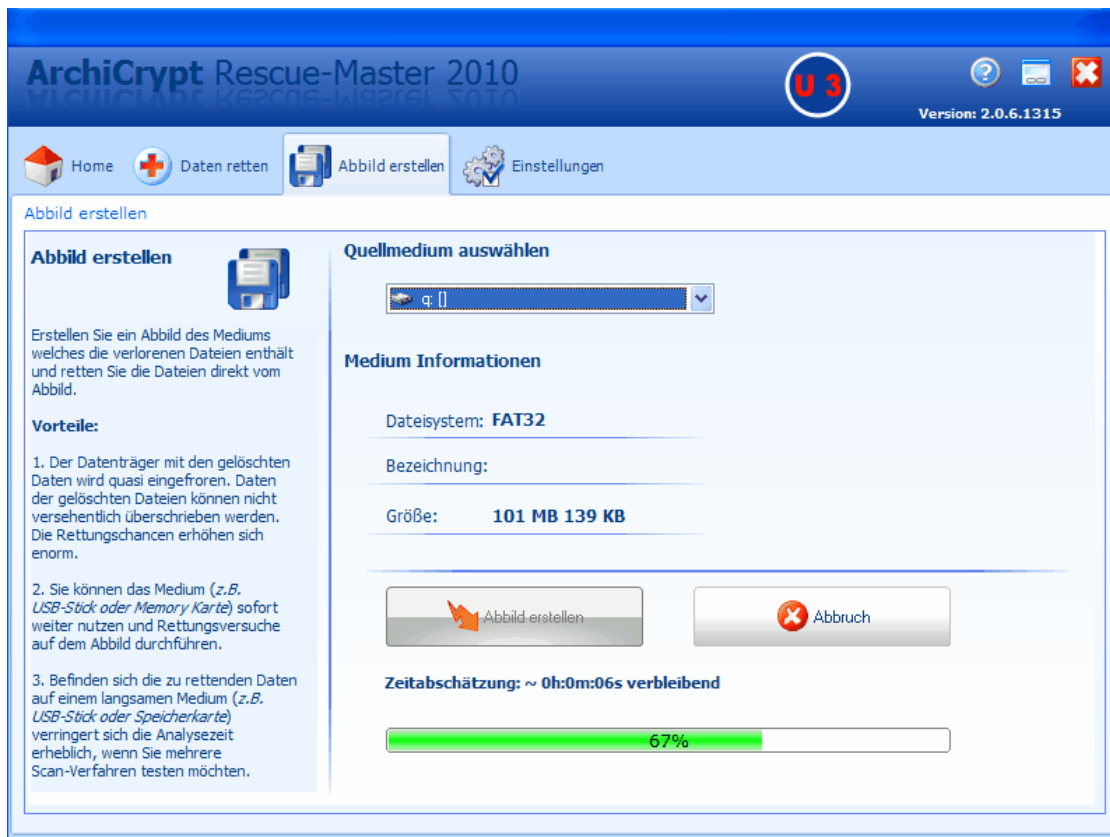 ArchiCrypt Rescue-Master 2010
U 3
Version: 2.0.6.1315
Home
Daten retten
Abbild erstellen
Einstellungen
Abbild erstellen
Abbild erstellen
Erstellen Sie ein Abbild des Mediums
welches die verlorenen Dateien enthält
und retten Sie die Dateien direkt vom
Abbild.
Vorteile:
1. Der Datenträger mit den gelöschten
Daten wird quasi eingefroren. Daten
der gelöschten Dateien können nicht
versehentlich überschrieben werden.
Die Rettungschancen erhöhen sich
enorm.
2. Sie können das Medium (z.B.
USB-Stick oder Memory Karte) sofort
weiter nutzen und Rettungsversuche
auf dem Abbild durchführen.
3. Befinden sich die zu rettenden Daten
auf einem langsamen Medium (z.B.
USB-Stick oder Speicherkarte)
verringert sich die Analysezeit
erheblich, wenn Sie mehrere
Scan-Verfahren testen möchten.
Quellmedium auswählen
q: []
Medium Informationen
Dateisystem: FAT32
Bezeichnung:
Größe: 101 MB 139 KB
Abbild erstellen
Abbruch
Zeitabschätzung: ~ 0h:0m:06s verbleibend
67%